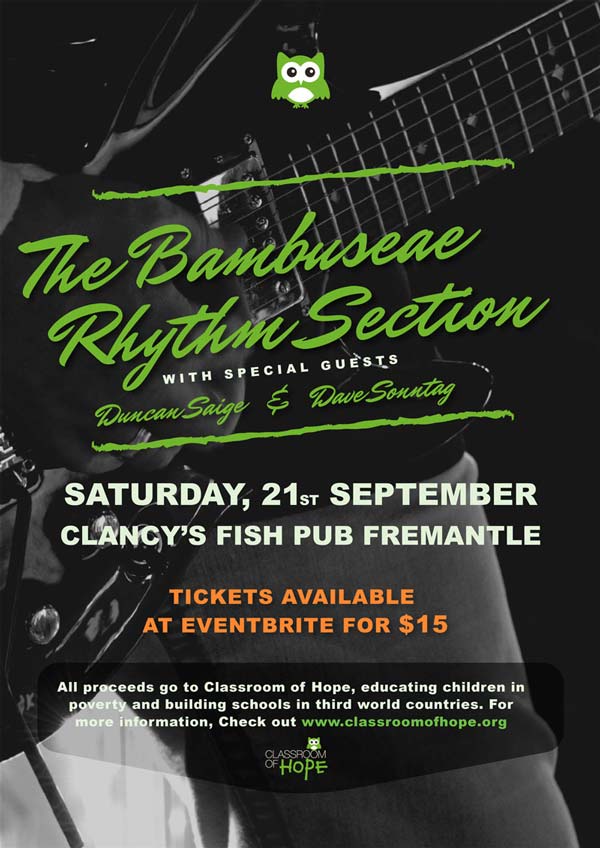 The Bambuseae
Rhythm Section
WITH SPECIAL GUESTS
Duncan Saige & Dave Sonntag
SATURDAY, 21ST SEPTEMBER
CLANCY'S FISH PUB FREMANTLE
TICKETS AVAILABLE
AT EVENTBRITE FOR $15
All proceeds go to Classroom of Hope, educating children in
poverty and building schools in third world countries. For
more information, Check out www.classroomofhope.org
CLASSROOM
OF HOPE